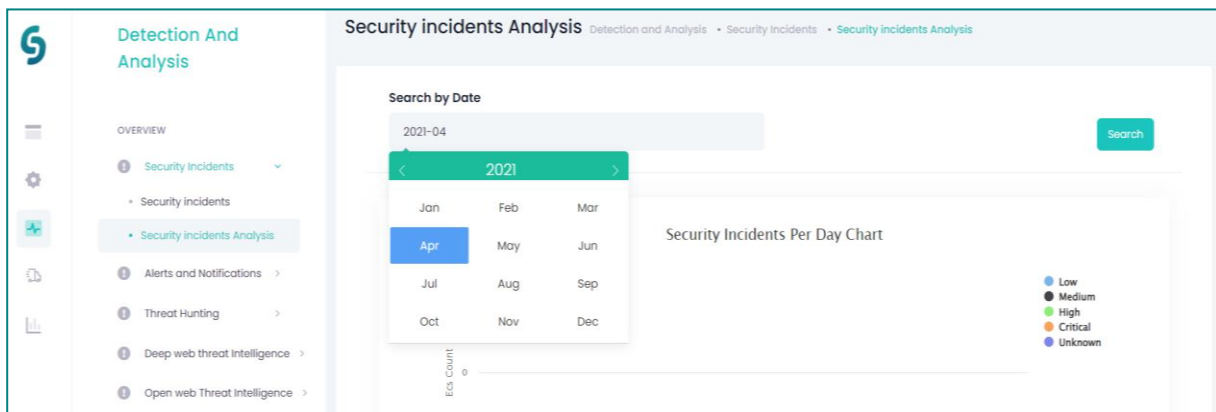 Detection And
Analysis
OVERVIEW
Security Incidents
Security incidents
Security incidents Analysis
Alerts and Notifications
Threat Hunting
Deep web threat Intelligence
Open web Threat Intelligence
Security incidents Analysis Detection and Analysis • Security Incidents • Security incidents Analysis
Search by Date
2021-04
Search
< 2021 >
Jan Feb Mar
Apr May Jun
Jul Aug Sep
Oct Nov Dec
Security Incidents Per Day Chart
Low
Medium
High
Critical
Unknown
Ecs Count
0